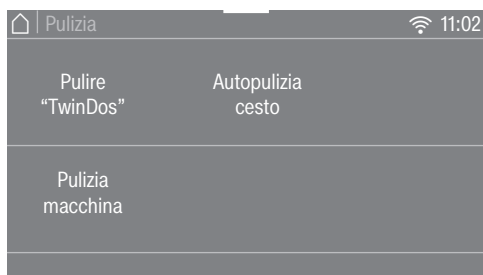 Pulizia 11:02
Pulire Autopulizia
“TwinDos” cesto
Pulizia
macchina